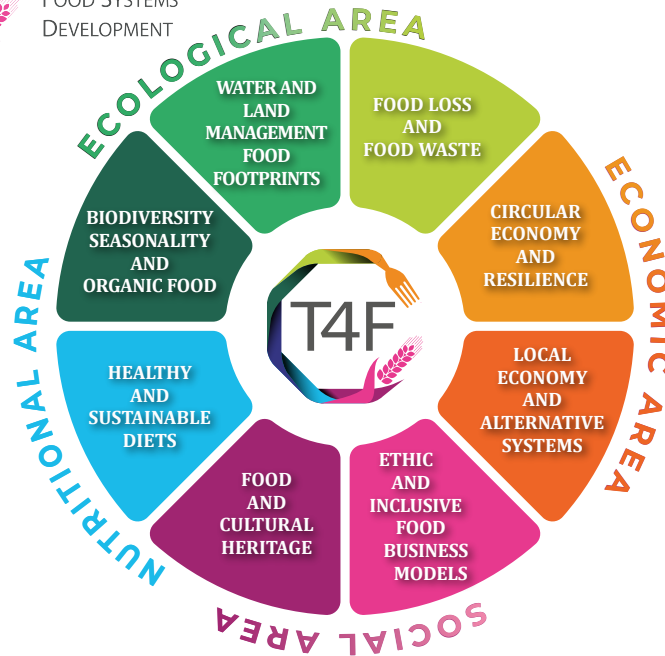 FOOD SYSTEMS
DEVELOPMENT
ECOLOGICAL AREA
WATER AND
LAND
MANAGEMENT
FOOD
FOOTPRINTS
FOOD LOSS
AND
FOOD WASTE
ECONOMIC AREA
CIRCULAR
ECONOMY
AND
RESILIENCE
LOCAL
ECONOMY
AND
ALTERNATIVE
SYSTEMS
SOCIAL AREA
ETHIC
AND
INCLUSIVE
FOOD
BUSINESS
MODELS
FOOD
AND
CULTURAL
HERITAGE
NUTRITIONAL AREA
HEALTHY
AND
SUSTAINABLE
DIETS
BIODIVERSITY
SEASONALITY
AND
ORGANIC FOOD
T4F